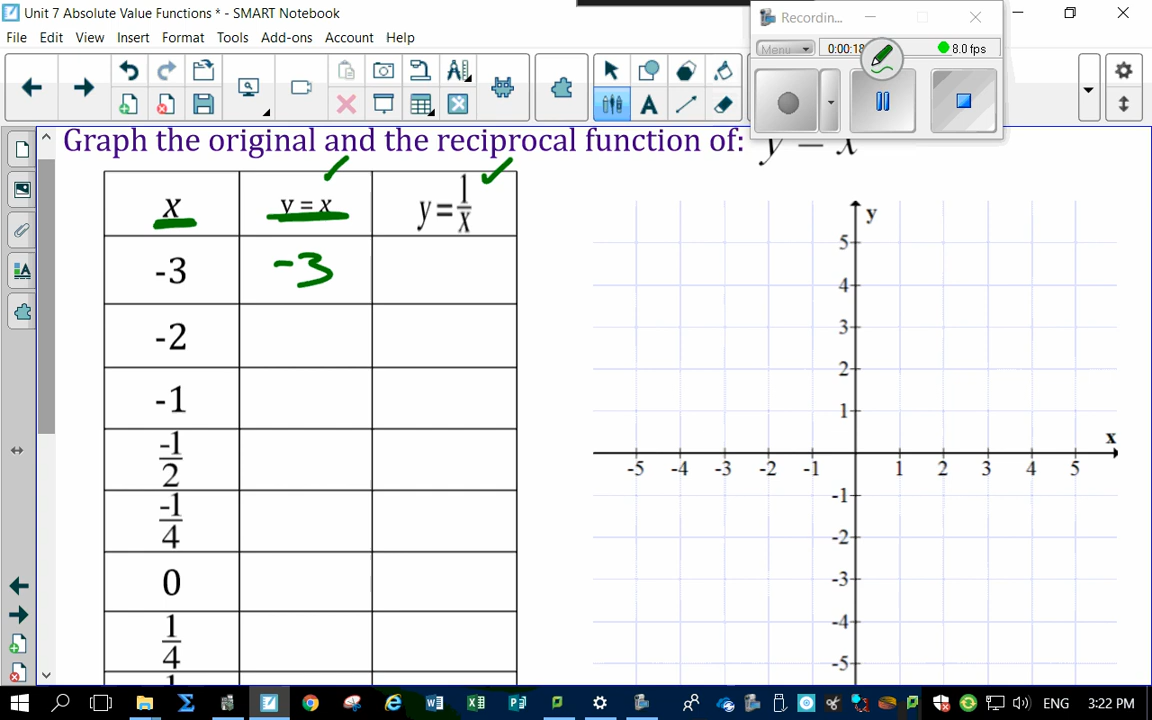 Unit 7 Absolute Value Functions * - SMART Notebook
Recordin...
File Edit View Insert Format Tools Add-ons Account Help
Menu 0:00:18 8.0 fps
Graph the original and the reciprocal function of: y = x
x y = x y = 1/x
-3 -3
-2
-1
-1/2
-1/4
0
1/4
1
y
5
4
3
2
1
x
-5 -4 -3 -2 -1 1 2 3 4 5
-1
-2
-3
-4
-5
ENG 3:22 PM